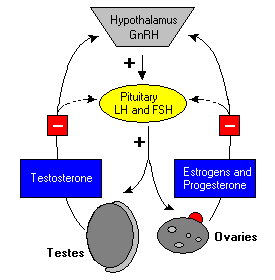 Hypothalamus
GnRH
+
Pituitary
LH and FSH
− −
+
Testosterone
Estrogens and
Progesterone
Ovaries
Testes